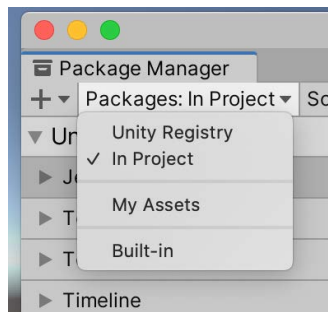 Package Manager
Packages: In Project
Unity Registry
In Project
My Assets
Built-in
Timeline